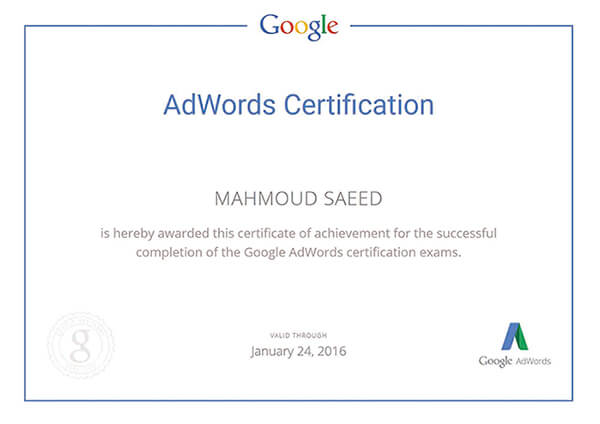 Google
AdWords Certification
MAHMOUD SAEED
is hereby awarded this certificate of achievement for the successful
completion of the Google AdWords certification exams.
VALID THROUGH
January 24, 2016
g
Google AdWords